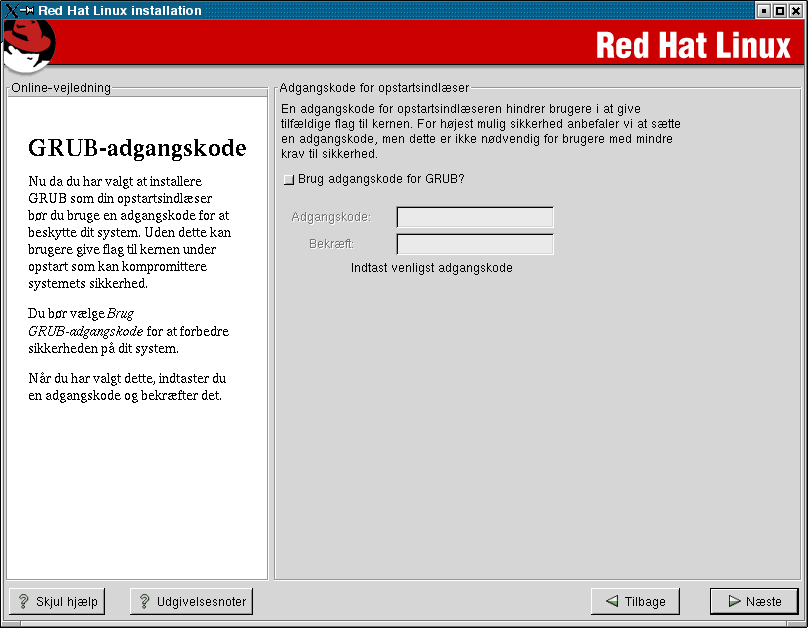 Red Hat Linux installation
Red Hat Linux
Online-vejledning
GRUB-adgangskode
Nu da du har valgt at installere
GRUB som din opstartsindlæser
bør du bruge en adgangskode for at
beskytte dit system. Uden dette kan
brugere give flag til kernen under
opstart som kan kompromittere
systemets sikkerhed.
Du bør vælge Brug
GRUB-adgangskode for at forbedre
sikkerheden på dit system.
Når du har valgt dette, indtaster du
en adgangskode og bekræfter det.
Adgangskode for opstartsindlæser
En adgangskode for opstartsindlæseren hindrer brugere i at give
tilfældige flag til kernen. For højest mulig sikkerhed anbefaler vi at sætte
en adgangskode, men dette er ikke nødvendig for brugere med mindre
krav til sikkerhed.
Brug adgangskode for GRUB?
Adgangskode:
Bekræft:
Indtast venligst adgangskode
Skjul hjælp
Udgivelsesnoter
Tilbage
Næste